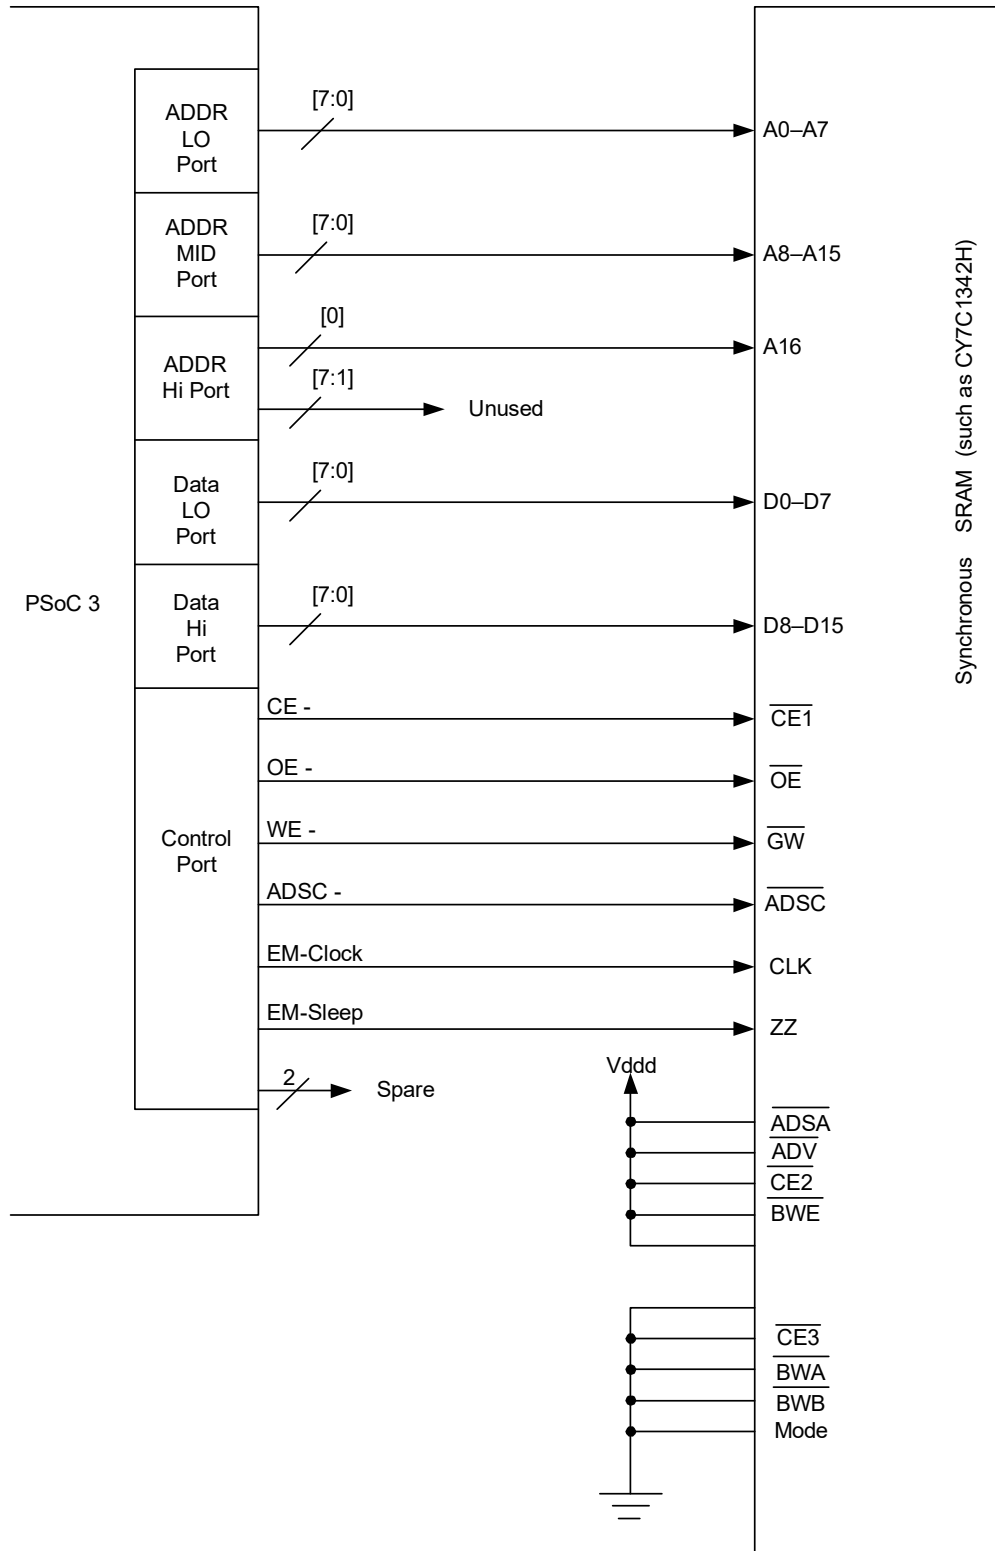 [7:0]
ADDR
LO
Port
A0–A7
[7:0]
ADDR
MID
Port
A8–A15
[0]
A16
ADDR
Hi Port
[7:1]
Unused
[7:0]
Data
LO
Port
D0–D7
PSoC 3
[7:0]
Data
Hi
Port
D8–D15
Synchronous SRAM (such as CY7C1342H)
Control
Port
CE -
CE1
OE -
OE
WE -
GW
ADSC -
ADSC
EM-Clock
CLK
EM-Sleep
ZZ
2
Spare
Vddd
ADSA
ADV
CE2
BWE
CE3
BWA
BWB
Mode